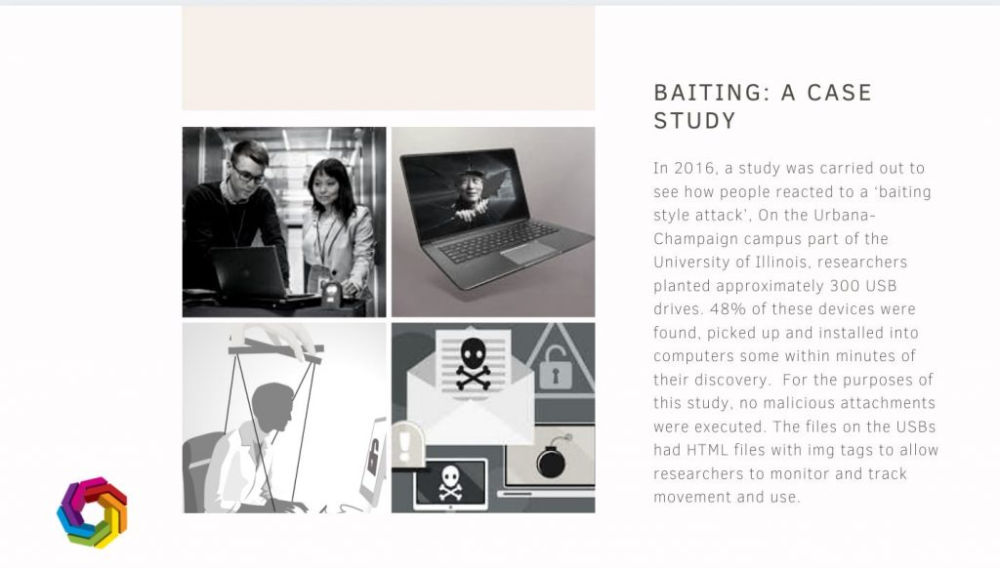 BAITING: A CASE
STUDY
In 2016, a study was carried out to
see how people reacted to a ‘baiting
style attack’, On the Urbana-
Champaign campus part of the
University of Illinois, researchers
planted approximately 300 USB
drives. 48% of these devices were
found, picked up and installed into
computers some within minutes of
their discovery.  For the purposes of
this study, no malicious attachments
were executed. The files on the USBs
had HTML files with img tags to allow
researchers to monitor and track
movement and use.